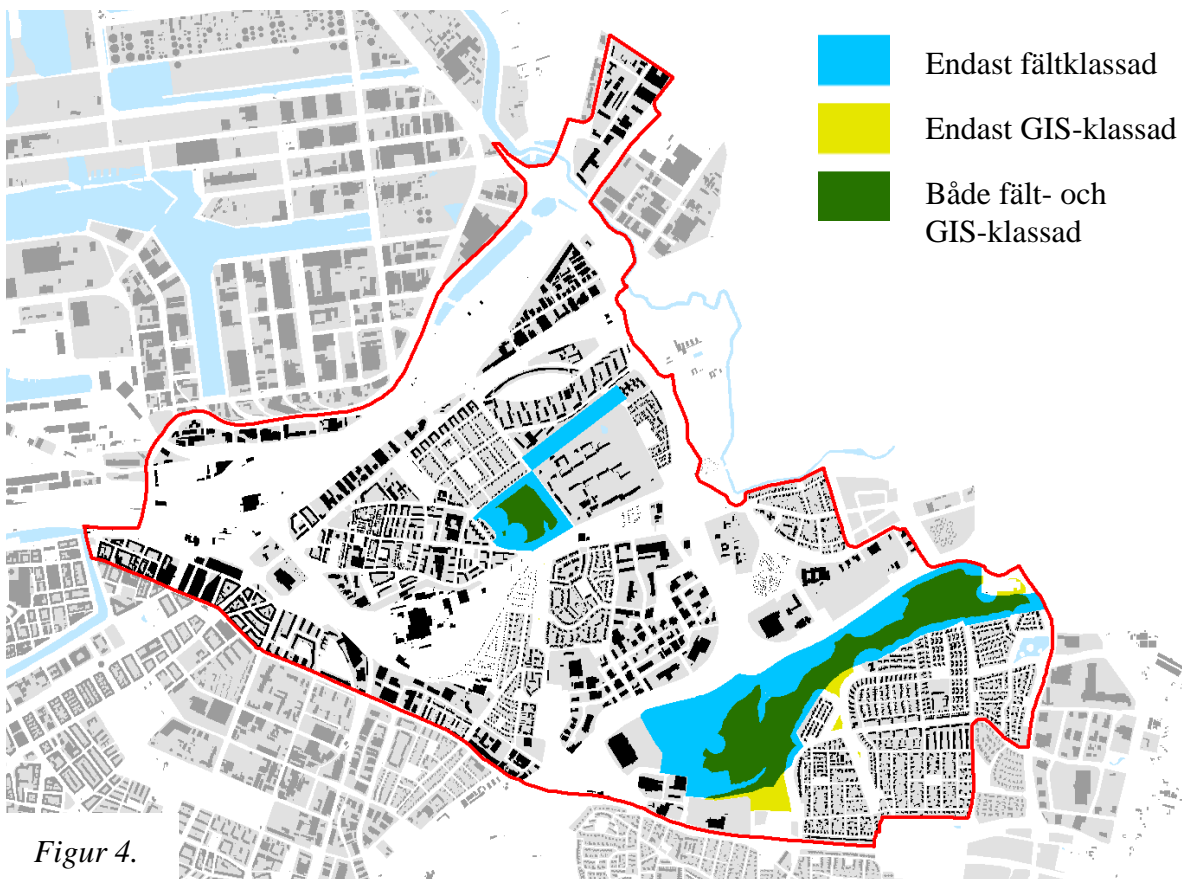 Endast fältklassad
Endast GIS-klassad
Både fält- och
GIS-klassad
Figur 4.